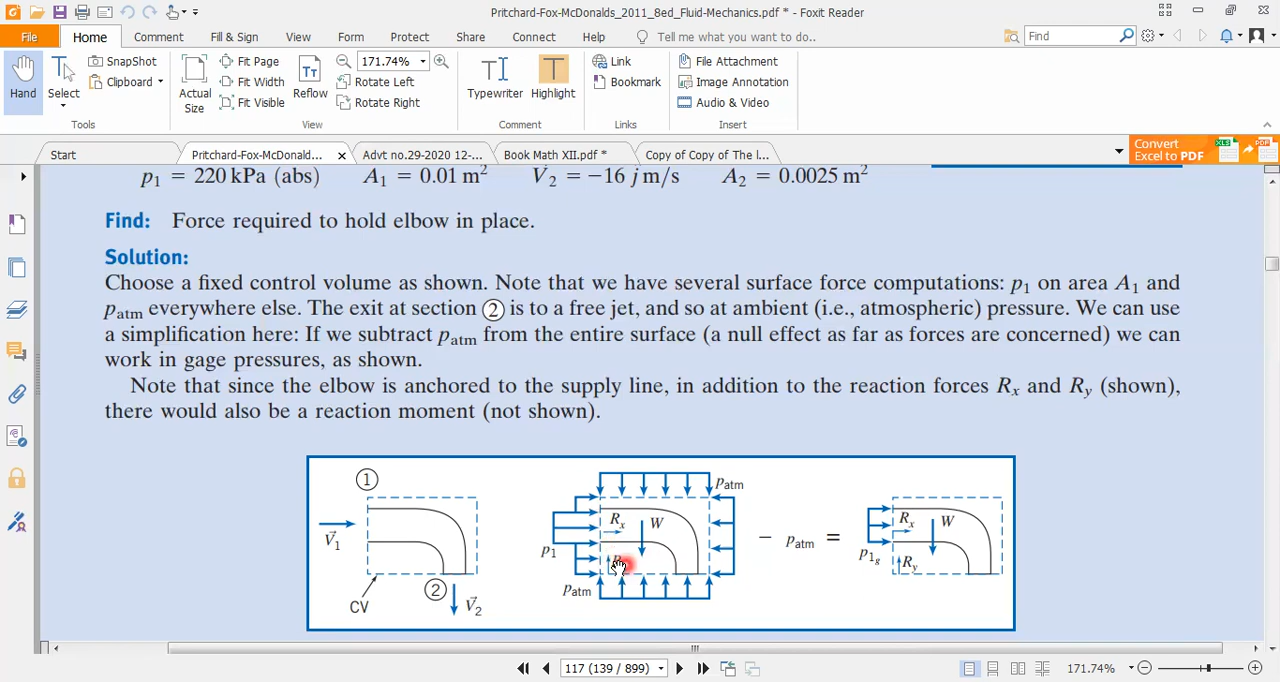 Pritchard-Fox-McDonalds_2011_8ed_Fluid-Mechanics.pdf * - Foxit Reader
File Home Comment Fill & Sign View Form Protect Share Connect Help Tell me what you want to do.. Find
Hand Select SnapShot Clipboard Actual Size Fit Page Fit Width Fit Visible Reflow 171.74% Rotate Left Rotate Right Typewriter Highlight Link Bookmark File Attachment Image Annotation Audio & Video
Tools View Comment Links Insert
Start Pritchard-Fox-McDonald... Advt no.29-2020 12-... Book Math XII.pdf * Copy of Copy of The l... Convert Excel to PDF
p₁ = 220 kPa (abs) A₁ = 0.01 m² V⃗₂ = −16 ĵ m/s A₂ = 0.0025 m²
Find: Force required to hold elbow in place.
Solution:
Choose a fixed control volume as shown. Note that we have several surface force computations: p₁ on area A₁ and
patm everywhere else. The exit at section ② is to a free jet, and so at ambient (i.e., atmospheric) pressure. We can use
a simplification here: If we subtract patm from the entire surface (a null effect as far as forces are concerned) we can
work in gage pressures, as shown.
Note that since the elbow is anchored to the supply line, in addition to the reaction forces Rx and Ry (shown),
there would also be a reaction moment (not shown).
① V⃗₁ CV ② V⃗₂
patm Rx W p₁ patm
− patm =
Rx W p1g Ry
117 (139 / 899) 171.74%